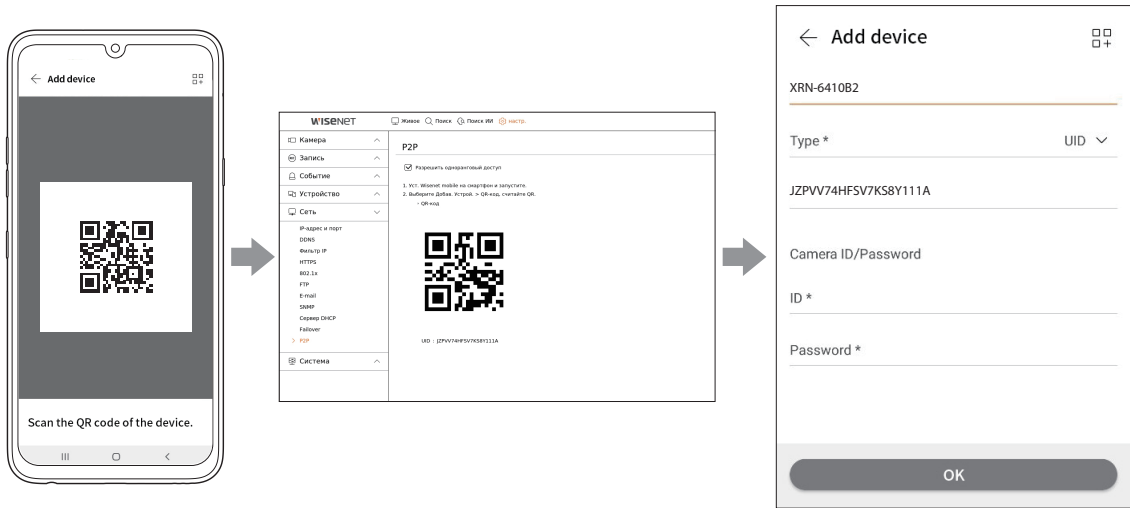 Add device
Scan the QR code of the device.
WISENET
Живое Поиск Поиск ИИ настр.
Камера
Запись
Событие
Устройство
Сеть
IP-адрес и порт
DDNS
Фильтр IP
HTTPS
802.1x
FTP
E-mail
SNMP
Сервер DHCP
Failover
> P2P
Система
P2P
Разрешить одноранговый доступ
1. Уст. Wisenet mobile на смартфон и запустите.
2. Выберите Добав. Устрой. > QR-код, считайте QR.
- QR-код
UID : JZPVV74HFSV7KS8Y111A
Add device
XRN-6410B2
Type * UID
JZPVV74HFSV7KS8Y111A
Camera ID/Password
ID *
Password *
OK